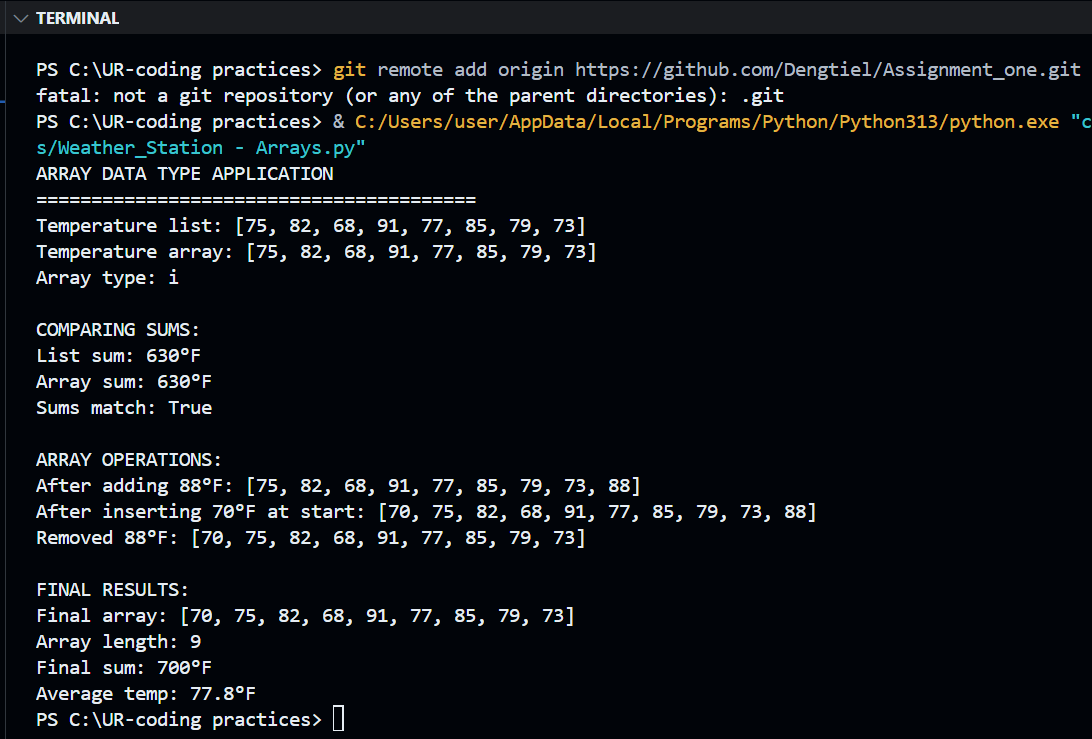 TERMINAL
PS C:\UR-coding practices> git remote add origin https://github.com/Dengtiel/Assignment_one.git
fatal: not a git repository (or any of the parent directories): .git
PS C:\UR-coding practices> & C:/Users/user/AppData/Local/Programs/Python/Python313/python.exe "c
s/Weather_Station - Arrays.py"
ARRAY DATA TYPE APPLICATION
========================================
Temperature list: [75, 82, 68, 91, 77, 85, 79, 73]
Temperature array: [75, 82, 68, 91, 77, 85, 79, 73]
Array type: i
COMPARING SUMS:
List sum: 630°F
Array sum: 630°F
Sums match: True
ARRAY OPERATIONS:
After adding 88°F: [75, 82, 68, 91, 77, 85, 79, 73, 88]
After inserting 70°F at start: [70, 75, 82, 68, 91, 77, 85, 79, 73, 88]
Removed 88°F: [70, 75, 82, 68, 91, 77, 85, 79, 73]
FINAL RESULTS:
Final array: [70, 75, 82, 68, 91, 77, 85, 79, 73]
Array length: 9
Final sum: 700°F
Average temp: 77.8°F
PS C:\UR-coding practices>